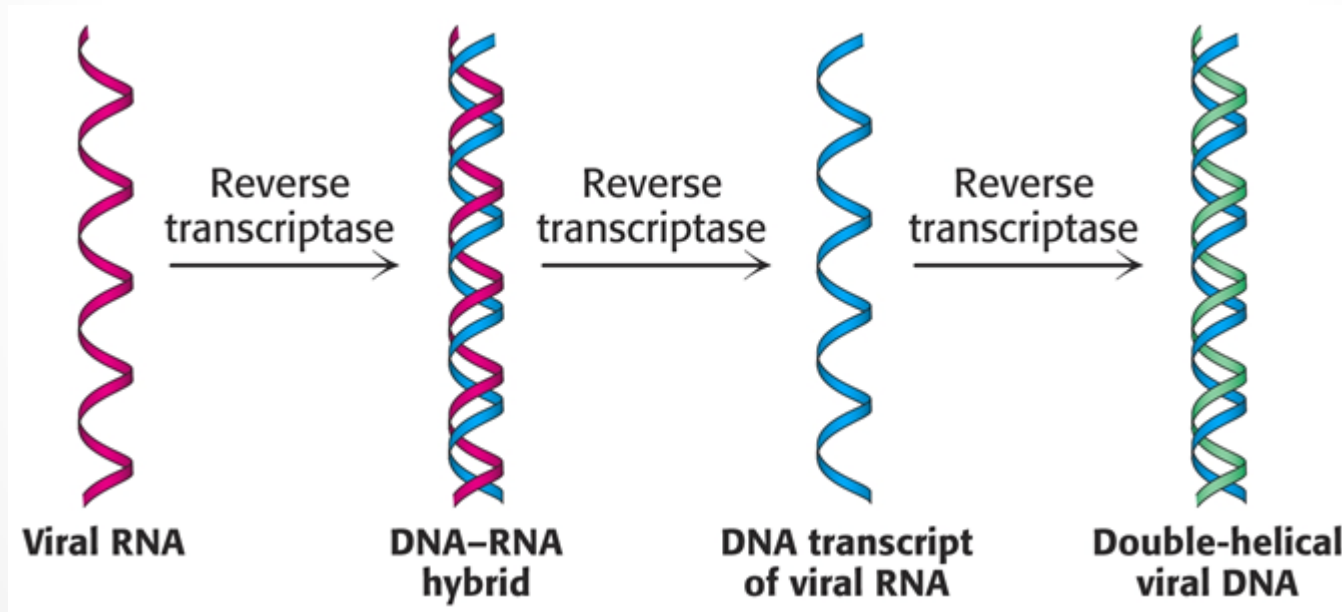 Reverse
transcriptase
Reverse
transcriptase
Reverse
transcriptase
Viral RNA
DNA–RNA
hybrid
DNA transcript
of viral RNA
Double-helical
viral DNA